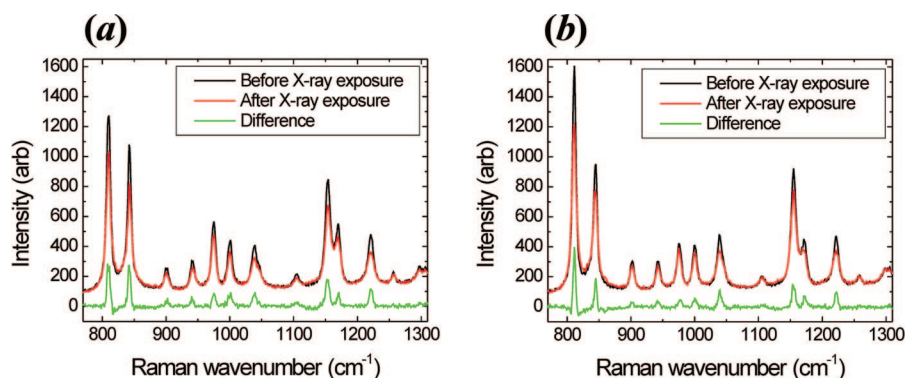 (a)
1600
1400
1200
1000
800
600
400
200
0
Intensity (arb)
Before X-ray exposure
After X-ray exposure
Difference
800 900 1000 1100 1200 1300
Raman wavenumber (cm⁻¹)
(b)
1600
1400
1200
1000
800
600
400
200
0
Intensity (arb)
Before X-ray exposure
After X-ray exposure
Difference
800 900 1000 1100 1200 1300
Raman wavenumber (cm⁻¹)